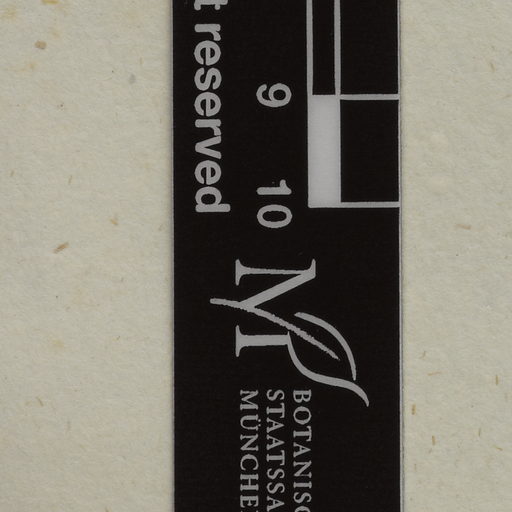 t reserved
9 10
M
BOTANISC
STAATSSA
MÜNCHE